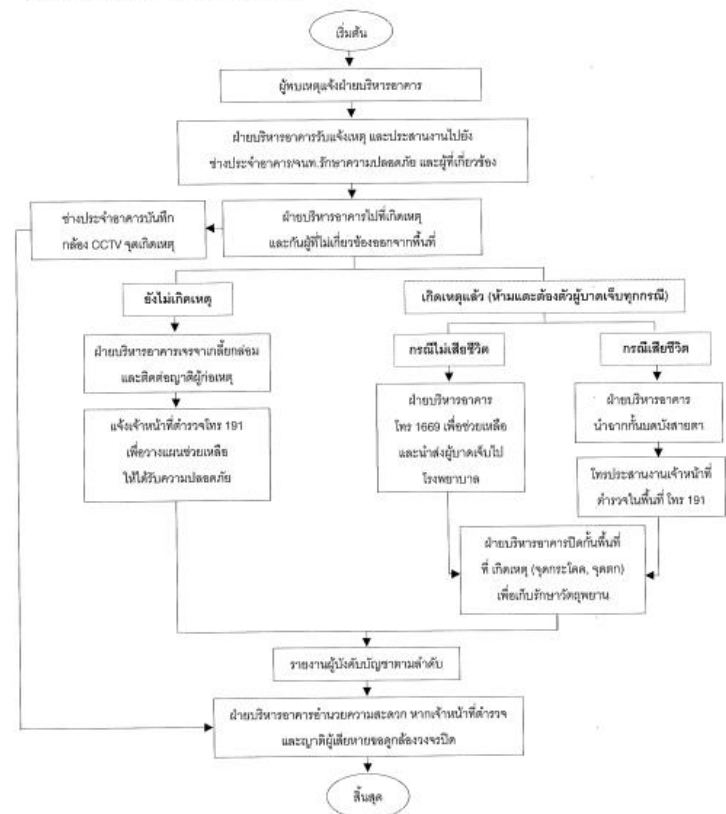 เริ่มต้น
ผู้พบเหตุแจ้งฝ่ายบริหารอาคาร
ฝ่ายบริหารอาคารรับแจ้งเหตุ และประสานงานไปยัง
ช่างประจำอาคาร/จนท.รักษาความปลอดภัย และผู้ที่เกี่ยวข้อง
ช่างประจำอาคารบันทึก
กล้อง CCTV จุดเกิดเหตุ
ฝ่ายบริหารอาคารไปที่เกิดเหตุ
และกันผู้ที่ไม่เกี่ยวข้องออกจากพื้นที่
ยังไม่เกิดเหตุ
เกิดเหตุแล้ว (ห้ามแตะต้องตัวผู้บาดเจ็บทุกกรณี)
ฝ่ายบริหารอาคารเจรจาเกลี้ยกล่อม
และติดต่อญาติผู้ก่อเหตุ
แจ้งเจ้าหน้าที่ตำรวจโทร 191
เพื่อวางแผนช่วยเหลือ
ให้ได้รับความปลอดภัย
กรณีไม่เสียชีวิต
กรณีเสียชีวิต
ฝ่ายบริหารอาคาร
โทร 1669 เพื่อช่วยเหลือ
และนำส่งผู้บาดเจ็บไป
โรงพยาบาล
ฝ่ายบริหารอาคาร
นำฉากกั้นบดบังสายตา
โทรประสานงานเจ้าหน้าที่
ตำรวจในพื้นที่ โทร 191
ฝ่ายบริหารอาคารปิดกั้นพื้นที่
ที่ เกิดเหตุ (จุดกระโดด, จุดตก)
เพื่อเก็บรักษาวัตถุพยาน
รายงานผู้บังคับบัญชาตามลำดับ
ฝ่ายบริหารอาคารอำนวยความสะดวก หากเจ้าหน้าที่ตำรวจ
และญาติผู้เสียหายขอดูกล้องวงจรปิด
สิ้นสุด